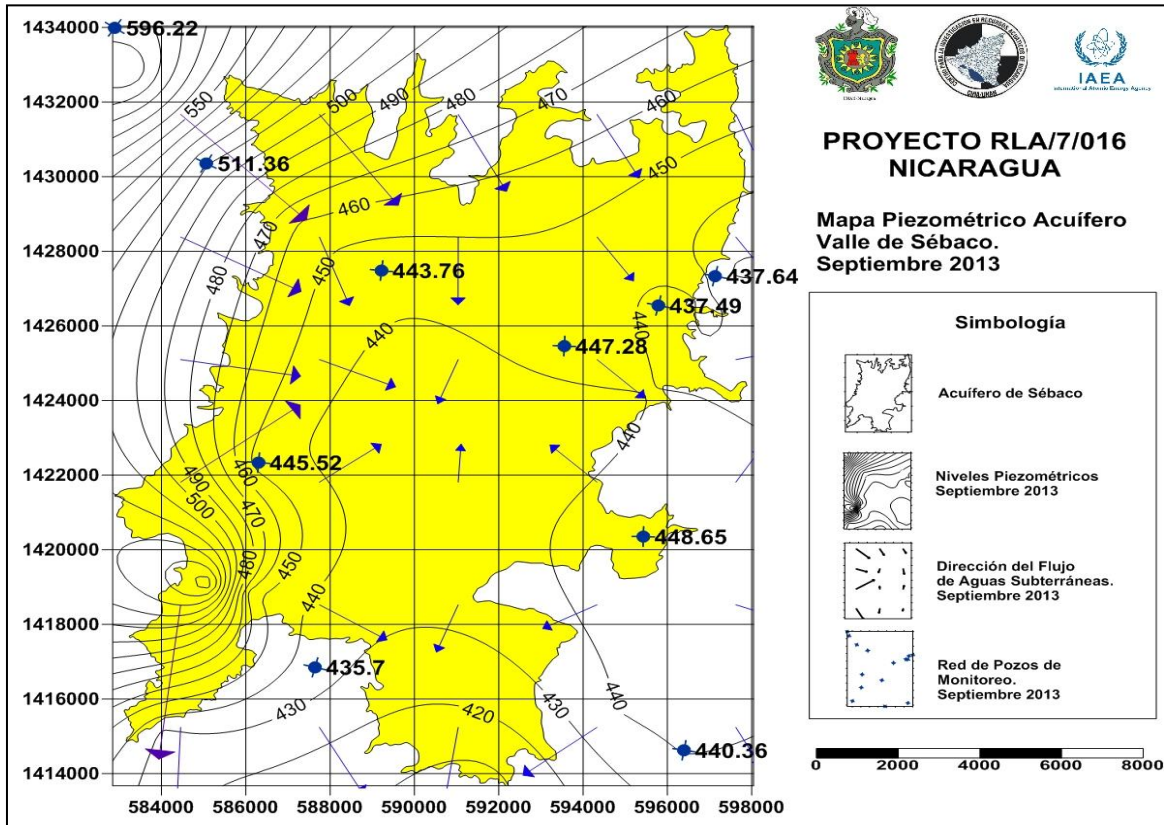 1434000
1432000
1430000
1428000
1426000
1424000
1422000
1420000
1418000
1416000
1414000
584000 586000 588000 590000 592000 594000 596000 598000
596.22
511.36
443.76
437.64
437.49
447.28
445.52
448.65
435.7
440.36
550
500
490
480
470
460
450
460
470
480
450
440
440
440
490
500
460
470
480
450
440
430
420
430
440
IAEA
International Atomic Energy Agency
PROYECTO RLA/7/016
NICARAGUA
Mapa Piezométrico Acuífero
Valle de Sébaco.
Septiembre 2013
Simbología
Acuífero de Sébaco
Niveles Piezométricos
Septiembre 2013
Dirección del Flujo
de Aguas Subterráneas.
Septiembre 2013
Red de Pozos de
Monitoreo.
Septiembre 2013
0 2000 4000 6000 8000